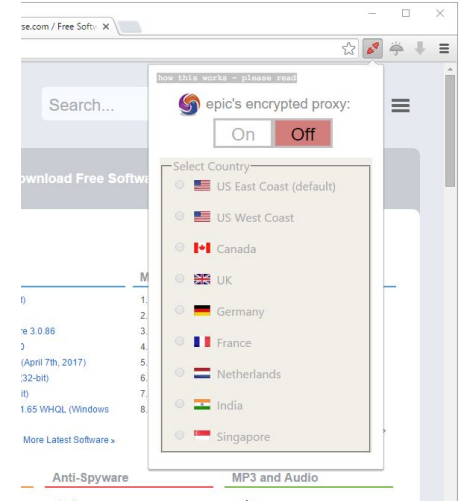 se.com / Free Softv
how this works - please read
Search...
epic's encrypted proxy:
On Off
ownload Free Softwa
Select Country
US East Coast (default)
US West Coast
Canada
UK
Germany
France
Netherlands
India
Singapore
M
t) 1.
2.
e 3.0.86 3.
0 4.
(April 7th, 2017) 5.
(32-bit) 6.
it) 7.
1.65 WHQL (Windows 8.
More Latest Software »
Anti-Spyware MP3 and Audio